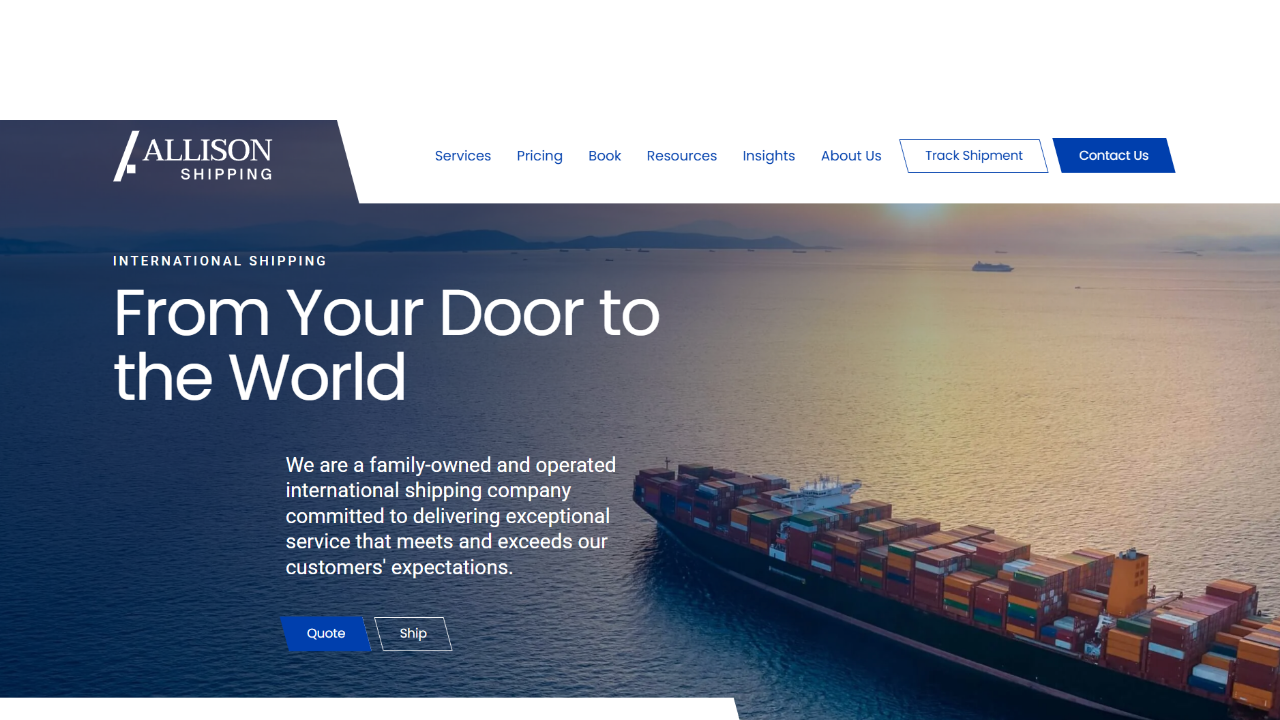 ALLISON
SHIPPING
Services Pricing Book Resources Insights About Us Track Shipment Contact Us
INTERNATIONAL SHIPPING
From Your Door to
the World
We are a family-owned and operated
international shipping company
committed to delivering exceptional
service that meets and exceeds our
customers' expectations.
Quote Ship